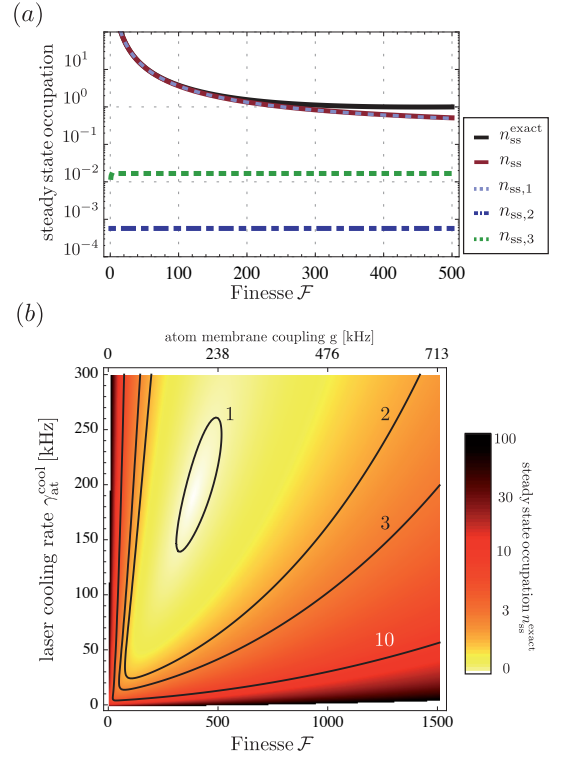 (a)
steady state occupation
10¹
10⁰
10⁻¹
10⁻²
10⁻³
10⁻⁴
0 100 200 300 400 500
Finesse ℱ
n_ss^exact
n_ss
n_ss,1
n_ss,2
n_ss,3
(b)
atom membrane coupling g [kHz]
0 238 476 713
laser cooling rate γ_at^cool [kHz]
300
250
200
150
100
50
0
1
2
3
10
0 500 1000 1500
Finesse ℱ
100
30
10
3
0
steady state occupation n_ss^exact